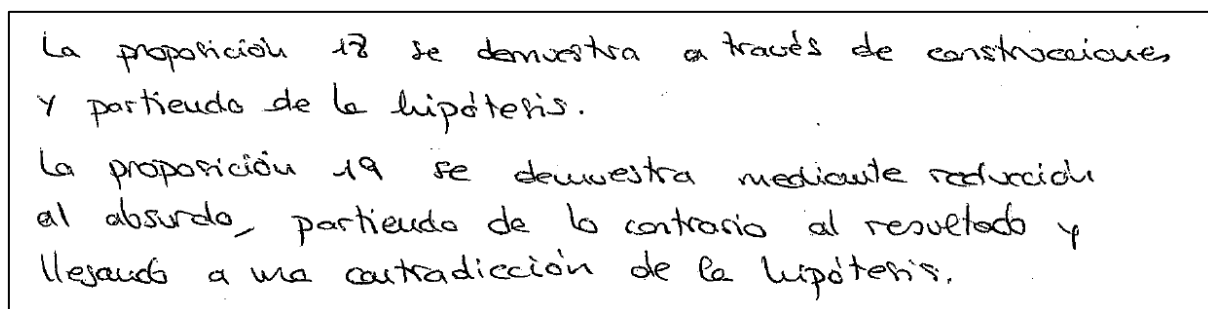 La proposición 18 se demuestra a través de construcciones
y partiendo de la hipótesis.
La proposición 19 se demuestra mediante reducción
al absurdo, partiendo de lo contrario al resultado y
llegando a una contradicción de la hipótesis.